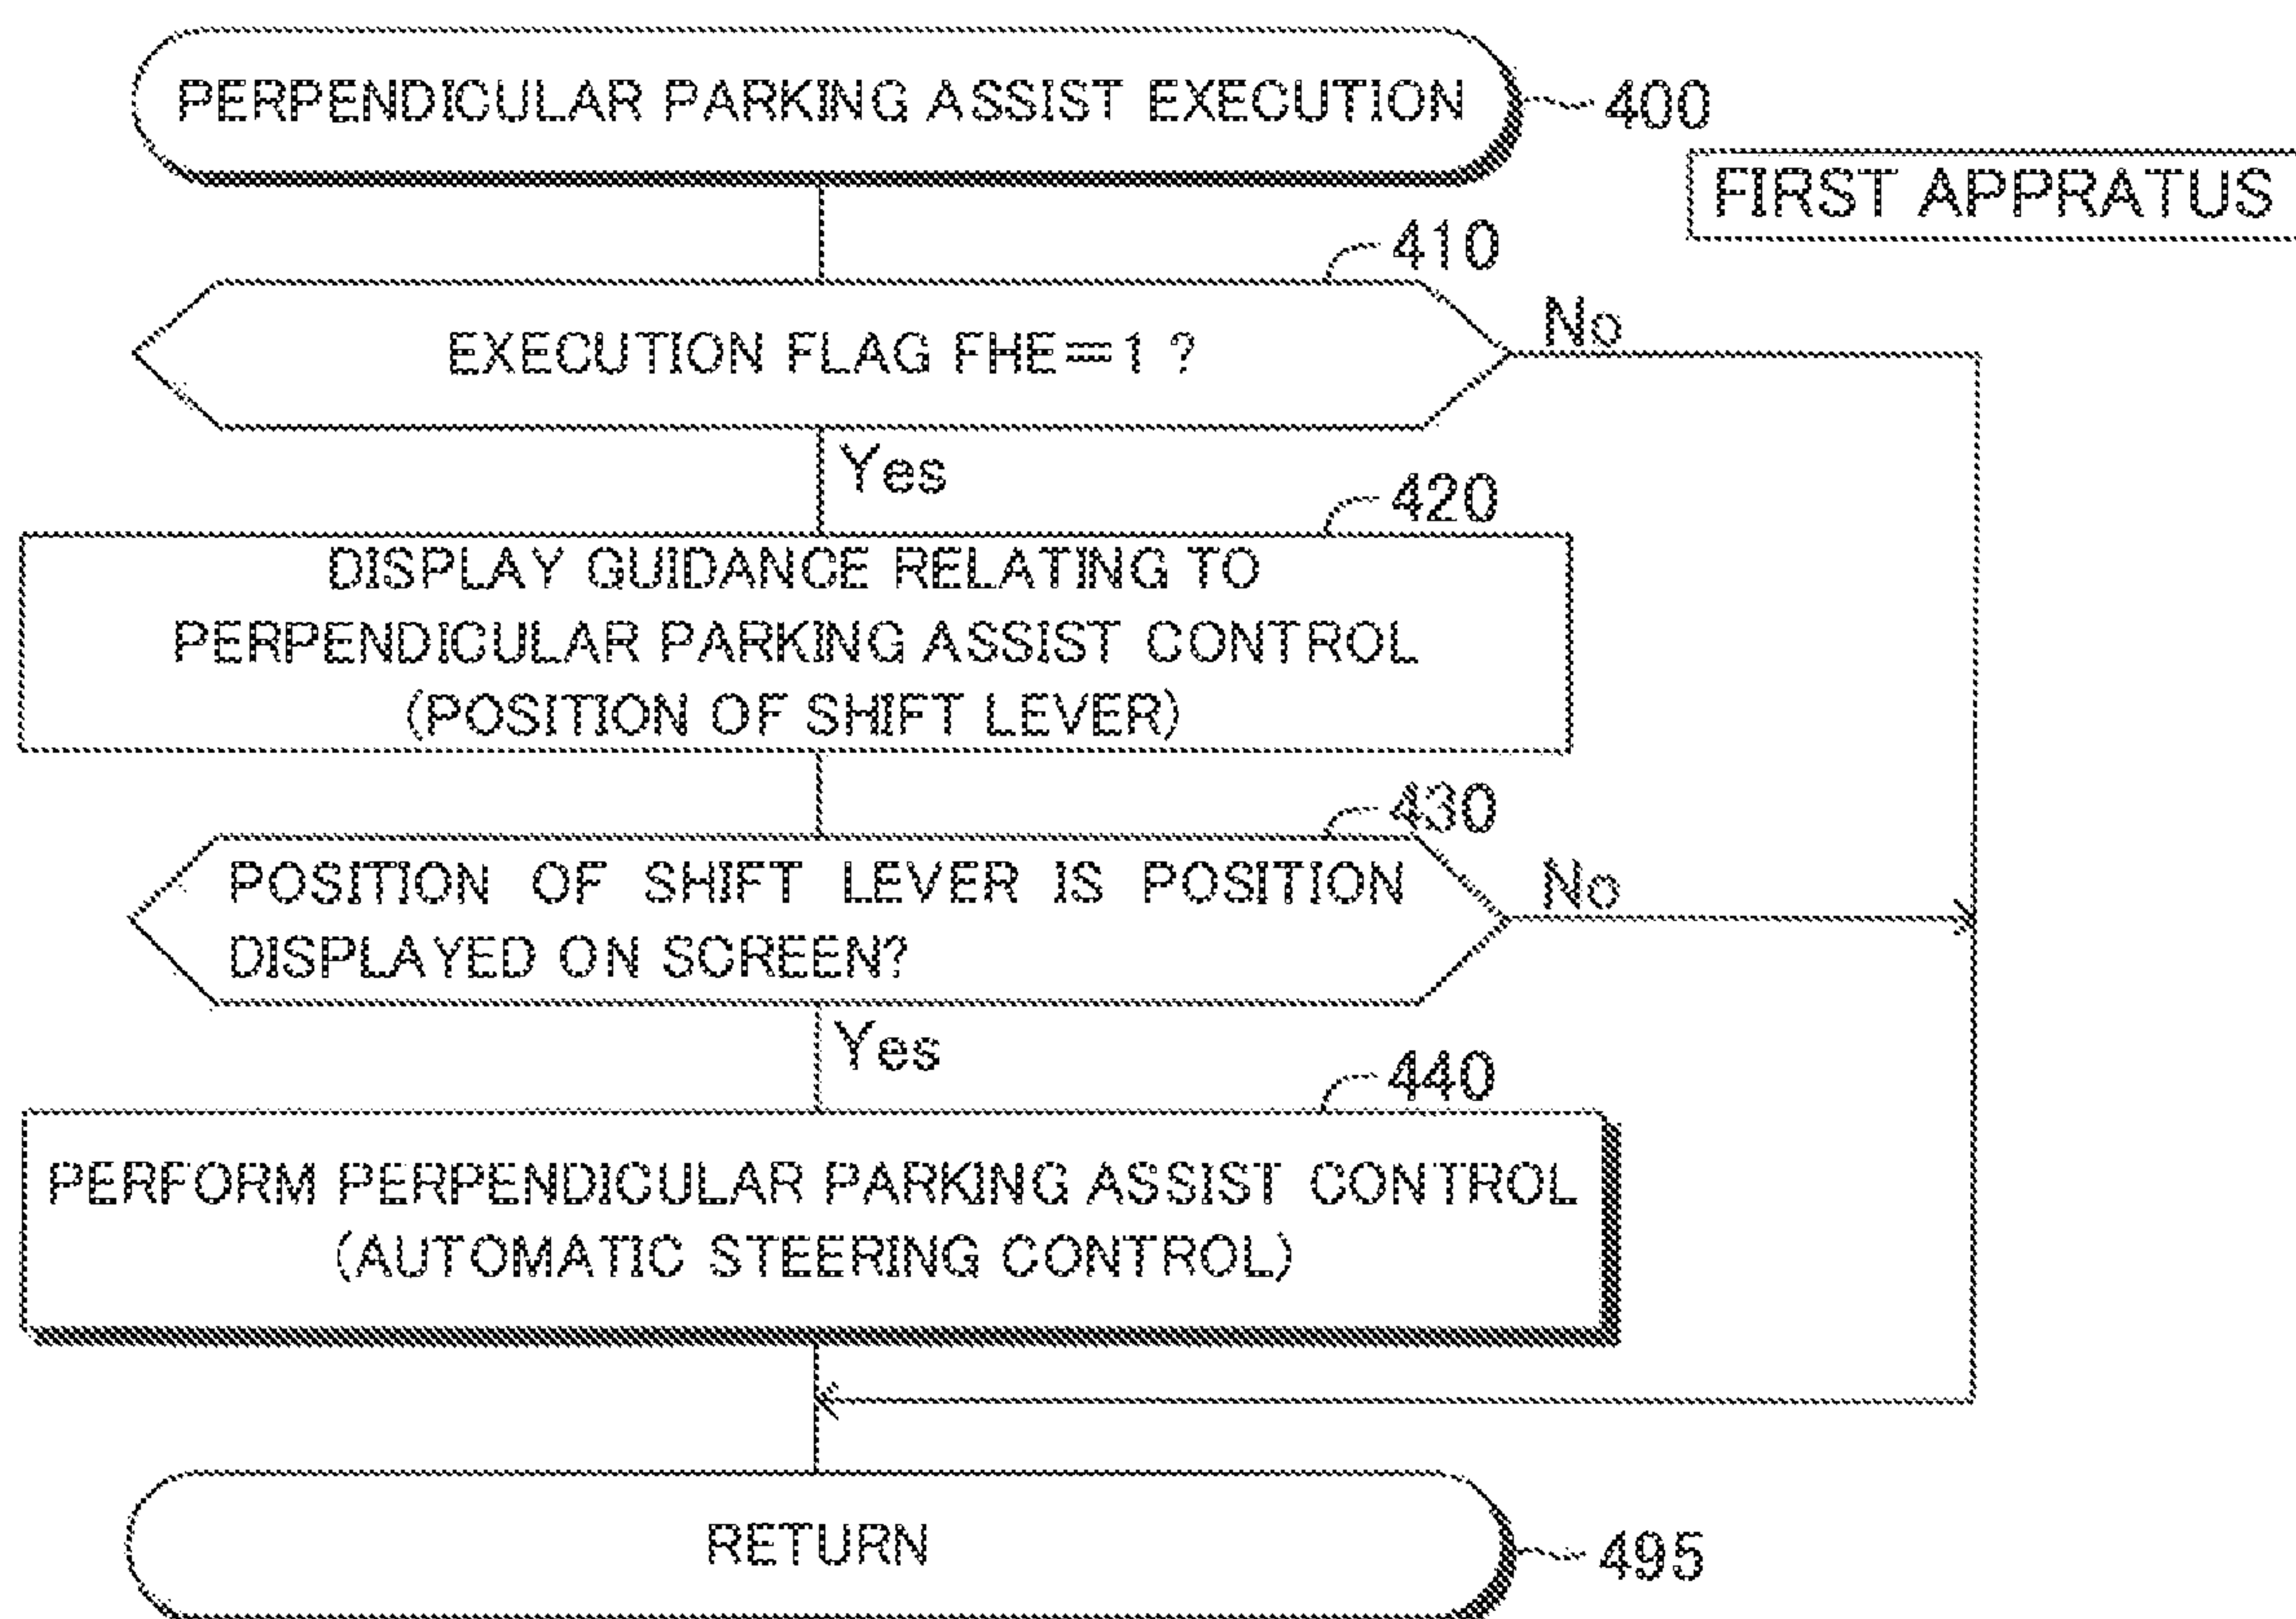 PERPENDICULAR PARKING ASSIST EXECUTION
400
FIRST APPRATUS
410
EXECUTION FLAG FHE=1 ?
No
Yes
420
DISPLAY GUIDANCE RELATING TO
PERPENDICULAR PARKING ASSIST CONTROL
(POSITION OF SHIFT LEVER)
430
POSITION OF SHIFT LEVER IS POSITION
DISPLAYED ON SCREEN?
No
Yes
440
PERFORM PERPENDICULAR PARKING ASSIST CONTROL
(AUTOMATIC STEERING CONTROL)
RETURN
495